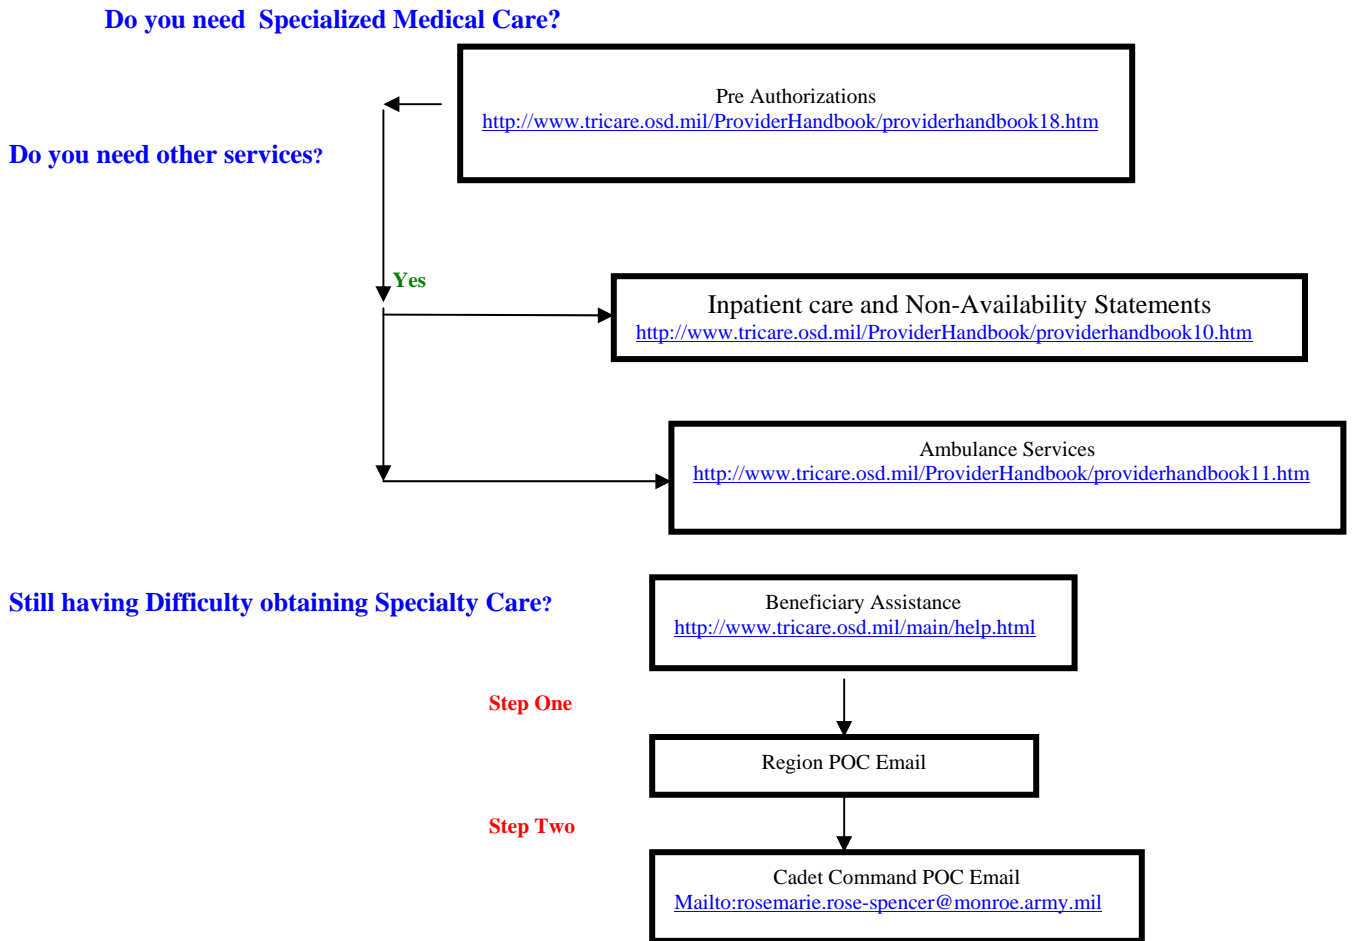 Do you need  Specialized Medical Care?
Pre Authorizations
http://www.tricare.osd.mil/ProviderHandbook/providerhandbook18.htm
Do you need other services?
Yes
Inpatient care and Non-Availability Statements
http://www.tricare.osd.mil/ProviderHandbook/providerhandbook10.htm
Ambulance Services
http://www.tricare.osd.mil/ProviderHandbook/providerhandbook11.htm
Still having Difficulty obtaining Specialty Care?
Beneficiary Assistance
http://www.tricare.osd.mil/main/help.html
Step One
Region POC Email
Step Two
Cadet Command POC Email
Mailto:rosemarie.rose-spencer@monroe.army.mil